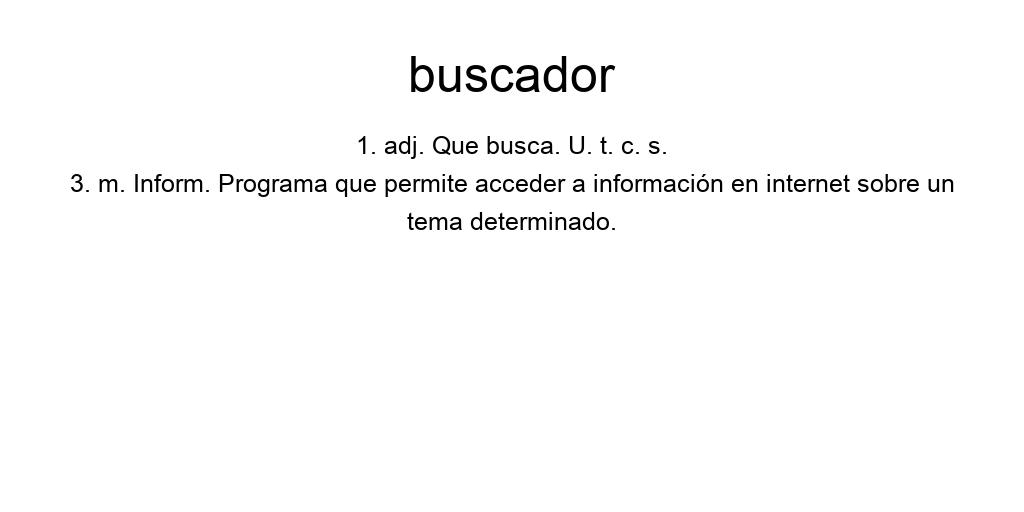 buscador
1. adj. Que busca. U. t. c. s.
3. m. Inform. Programa que permite acceder a información en internet sobre un
tema determinado.